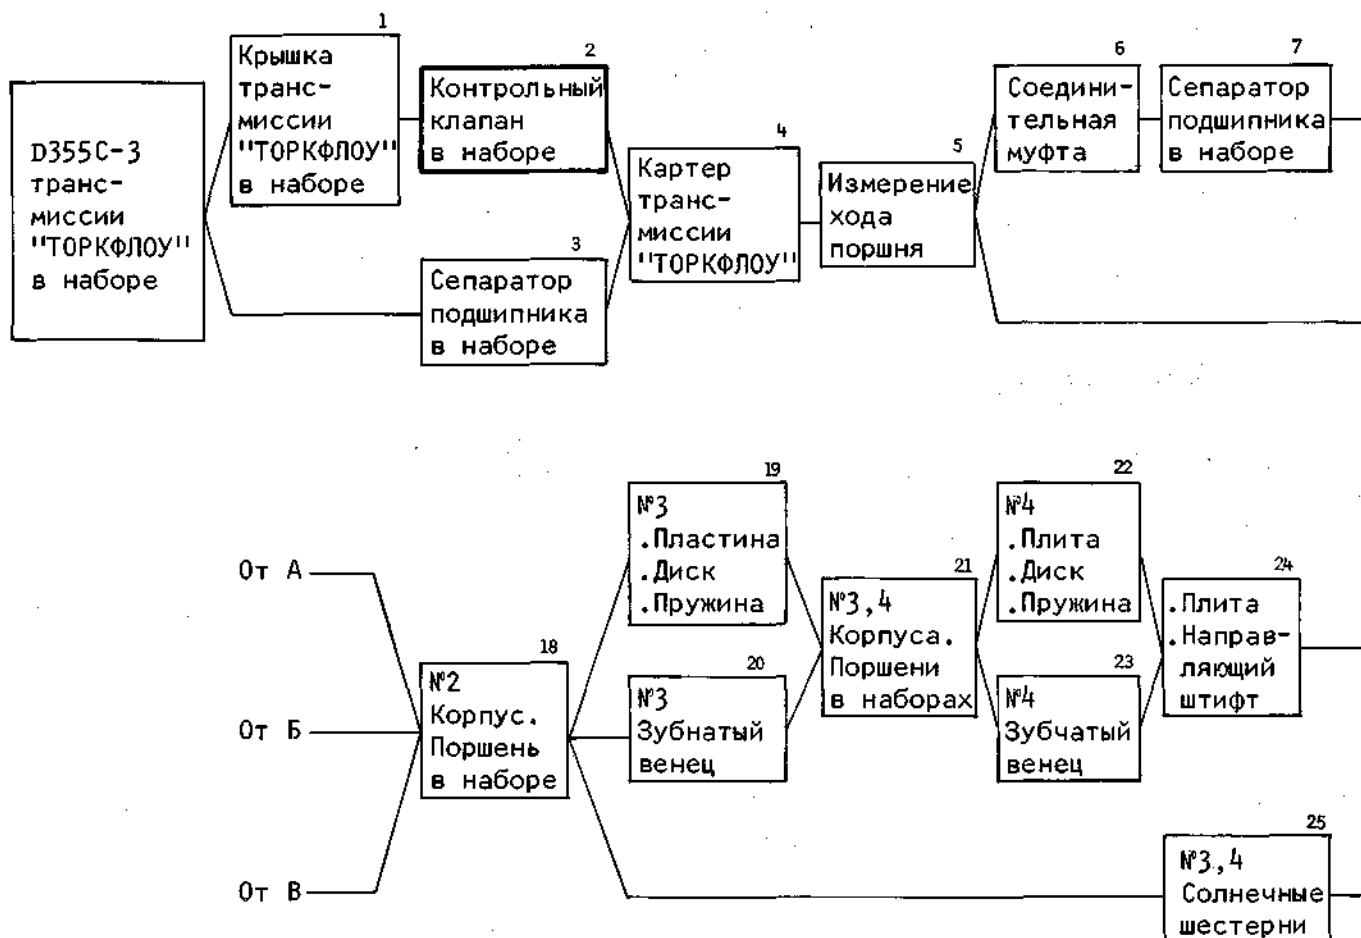 D355C-3
транс-
миссии
"ТОРКФЛОУ"
в наборе
1
Крышка
транс-
миссии
"ТОРКФЛОУ"
в наборе
2
Контрольный
клапан
в наборе
3
Сепаратор
подшипника
в наборе
4
Картер
транс-
миссии
"ТОРКФЛОУ"
5
Измерение
хода
поршня
6
Соедини-
тельная
муфта
7
Сепаратор
подшипника
в наборе
От А
От Б
От В
18
№2
Корпус.
Поршень
в наборе
19
№3
.Пластина
.Диск
.Пружина
20
№3
Зубнатый
венец
21
№3,4
Корпуса.
Поршени
в наборах
22
№4
.Плита
.Диск
.Пружина
23
№4
Зубчатый
венец
24
.Плита
.Направ-
ляющий
штифт
25
№3,4
Солнечные
шестерни